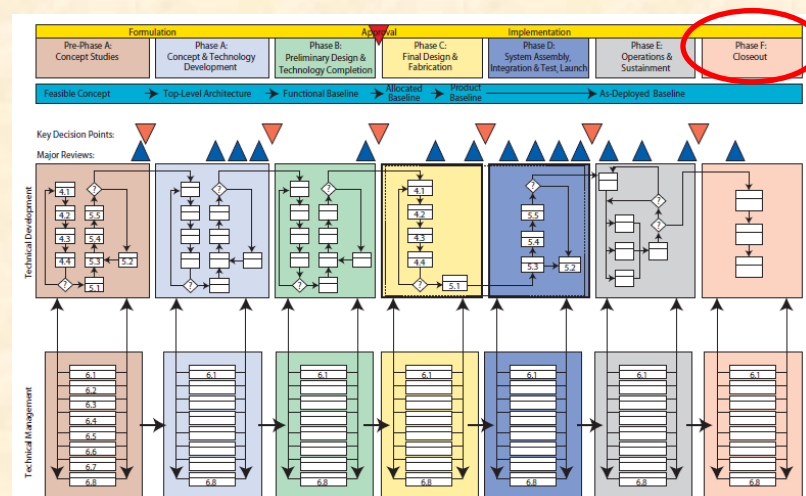 Formulation Approval Implementation
Pre-Phase A:
Concept Studies
Phase A:
Concept & Technology
Development
Phase B:
Preliminary Design &
Technology Completion
Phase C:
Final Design &
Fabrication
Phase D:
System Assembly,
Integration & Test, Launch
Phase E:
Operations &
Sustainment
Phase F:
Closeout
Feasible Concept
Top-Level Architecture
Functional Baseline
Allocated
Baseline
Product
Baseline
As-Deployed Baseline
Key Decision Points:
Major Reviews:
Technical Development
4.1
4.2
4.3
4.4
?
5.1
5.3
5.2
5.4
5.5
?
?
?
?
?
4.1
4.2
4.3
4.4
?
5.1
?
5.5
5.4
5.3
5.2
?
?
Technical Management
6.1
6.2
6.3
6.4
6.5
6.6
6.7
6.8
6.1
6.8
6.1
6.8
6.1
6.8
6.1
6.8
6.1
6.8
6.1
6.8